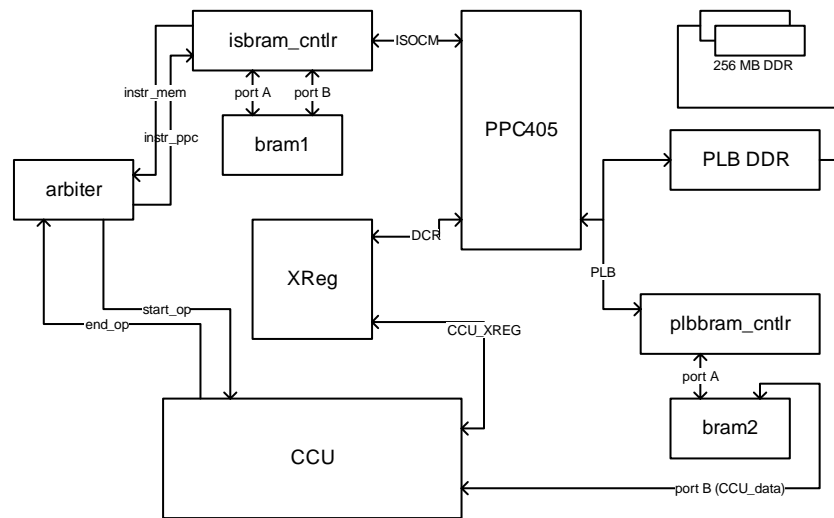 isbram_cntlr
ISOCM
256 MB DDR
instr_mem
port A
port B
instr_ppc
bram1
PPC405
PLB DDR
arbiter
DCR
XReg
PLB
start_op
end_op
CCU_XREG
plbbram_cntlr
port A
bram2
CCU
port B (CCU_data)